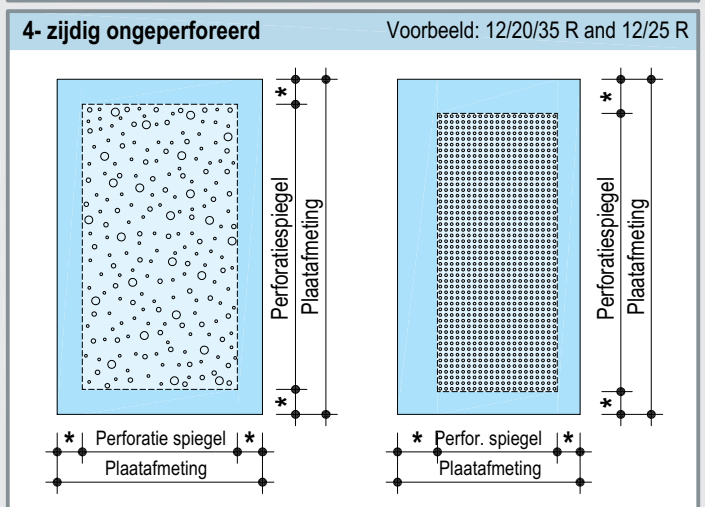 4- zijdig ongeperforeerd
Voorbeeld: 12/20/35 R and 12/25 R
*
Perforatiespiegel
Plaatafmeting
*
* Perforatie spiegel *
Plaatafmeting
*
Perforatiespiegel
Plaatafmeting
*
* Perfor. spiegel *
Plaatafmeting